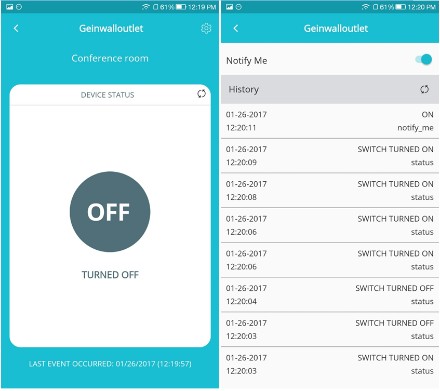 61% 12:19 PM
Geinwalloutlet
Conference room
DEVICE STATUS
OFF
TURNED OFF
LAST EVENT OCCURRED: 01/26/2017 (12:19:57)
61% 12:20 PM
Geinwalloutlet
Notify Me
History
01-26-2017 ON
12:20:11 notify_me
01-26-2017 SWITCH TURNED ON
12:20:09 status
01-26-2017 SWITCH TURNED ON
12:20:08 status
01-26-2017 SWITCH TURNED ON
12:20:06 status
01-26-2017 SWITCH TURNED ON
12:20:06 status
01-26-2017 SWITCH TURNED OFF
12:20:04 status
01-26-2017 SWITCH TURNED OFF
12:20:03 status
01-26-2017 SWITCH TURNED ON
12:20:03 status